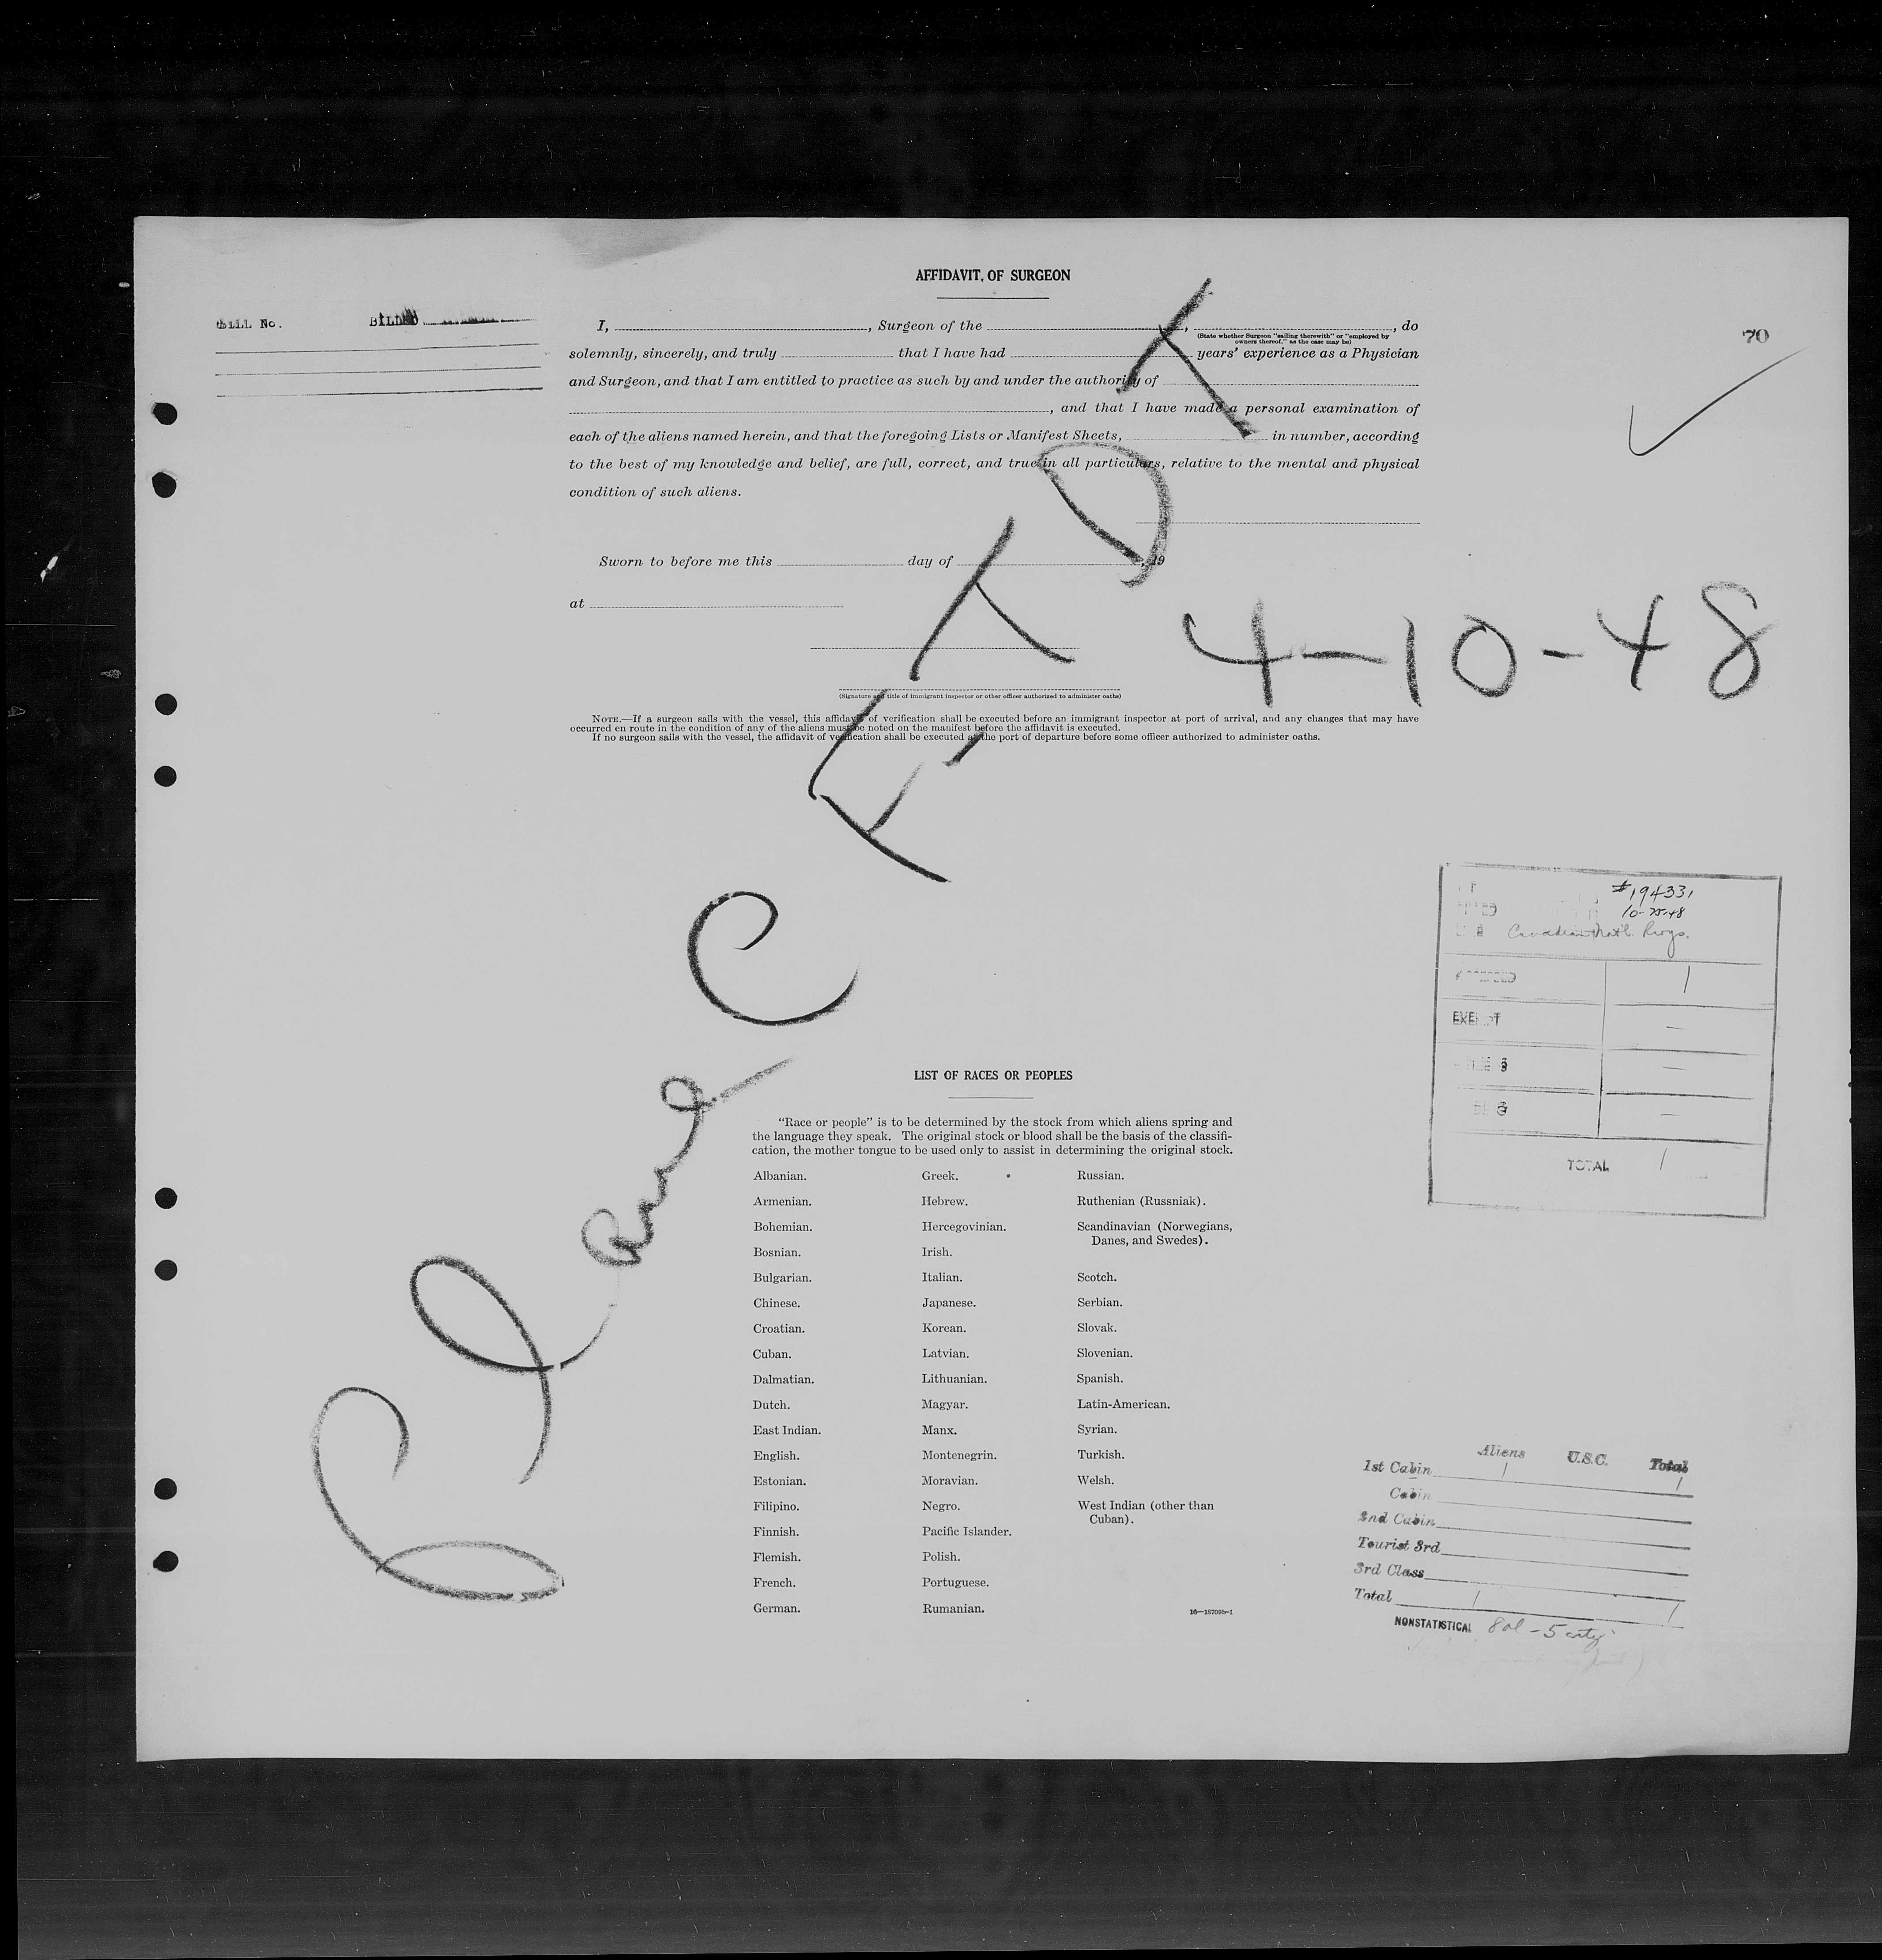 AFFIDAVIT, OF SURGEON
BILL No. BILLED
70
I, , Surgeon of the , , do
(State whether Surgeon "sailing therewith" or "employed by
owners thereof," as the case may be)
solemnly, sincerely, and truly that I have had years' experience as a Physician
and Surgeon, and that I am entitled to practice as such by and under the authority of
, and that I have made a personal examination of
each of the aliens named herein, and that the foregoing Lists or Manifest Sheets, in number, according
to the best of my knowledge and belief, are full, correct, and true in all particulars, relative to the mental and physical
condition of such aliens.
Sworn to before me this day of , 19
at
(Signature and title of immigrant inspector or other officer authorized to administer oaths)
NOTE.—If a surgeon sails with the vessel, this affidavit of verification shall be executed before an immigrant inspector at port of arrival, and any changes that may have
occurred en route in the condition of any of the aliens must be noted on the manifest before the affidavit is executed.
If no surgeon sails with the vessel, the affidavit of verification shall be executed at the port of departure before some officer authorized to administer oaths.
4-10-48
#194331
Canadian Nat'l Rwys.
1
EXEMPT —
—
—
TOTAL 1
LIST OF RACES OR PEOPLES
"Race or people" is to be determined by the stock from which aliens spring and
the language they speak. The original stock or blood shall be the basis of the classifi-
cation, the mother tongue to be used only to assist in determining the original stock.
Albanian.
Armenian.
Bohemian.
Bosnian.
Bulgarian.
Chinese.
Croatian.
Cuban.
Dalmatian.
Dutch.
East Indian.
English.
Estonian.
Filipino.
Finnish.
Flemish.
French.
German.
Greek.
Hebrew.
Hercegovinian.
Irish.
Italian.
Japanese.
Korean.
Latvian.
Lithuanian.
Magyar.
Manx.
Montenegrin.
Moravian.
Negro.
Pacific Islander.
Polish.
Portuguese.
Rumanian.
Russian.
Ruthenian (Russniak).
Scandinavian (Norwegians,
Danes, and Swedes).
Scotch.
Serbian.
Slovak.
Slovenian.
Spanish.
Latin-American.
Syrian.
Turkish.
Welsh.
West Indian (other than
Cuban).
16—18708b-1
Aliens U.S.C. Total
1st Cabin 1 1
Cabin
2nd Cabin
Tourist 3rd
3rd Class
Total 1 1
NONSTATISTICAL